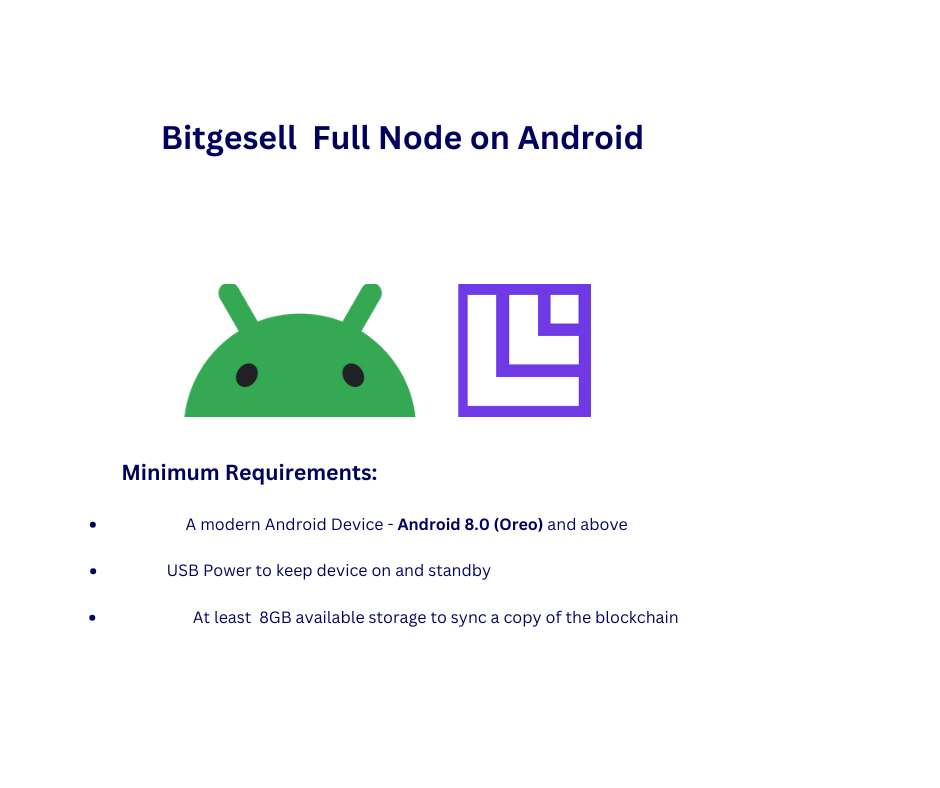 Bitgesell  Full Node on Android
Minimum Requirements:
• A modern Android Device - Android 8.0 (Oreo) and above
• USB Power to keep device on and standby
• At least  8GB available storage to sync a copy of the blockchain